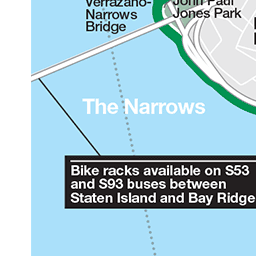 Verrazano-
Narrows
Bridge
John Paul
Jones Park
The Narrows
Bike racks available on S53
and S93 buses between
Staten Island and Bay Ridge